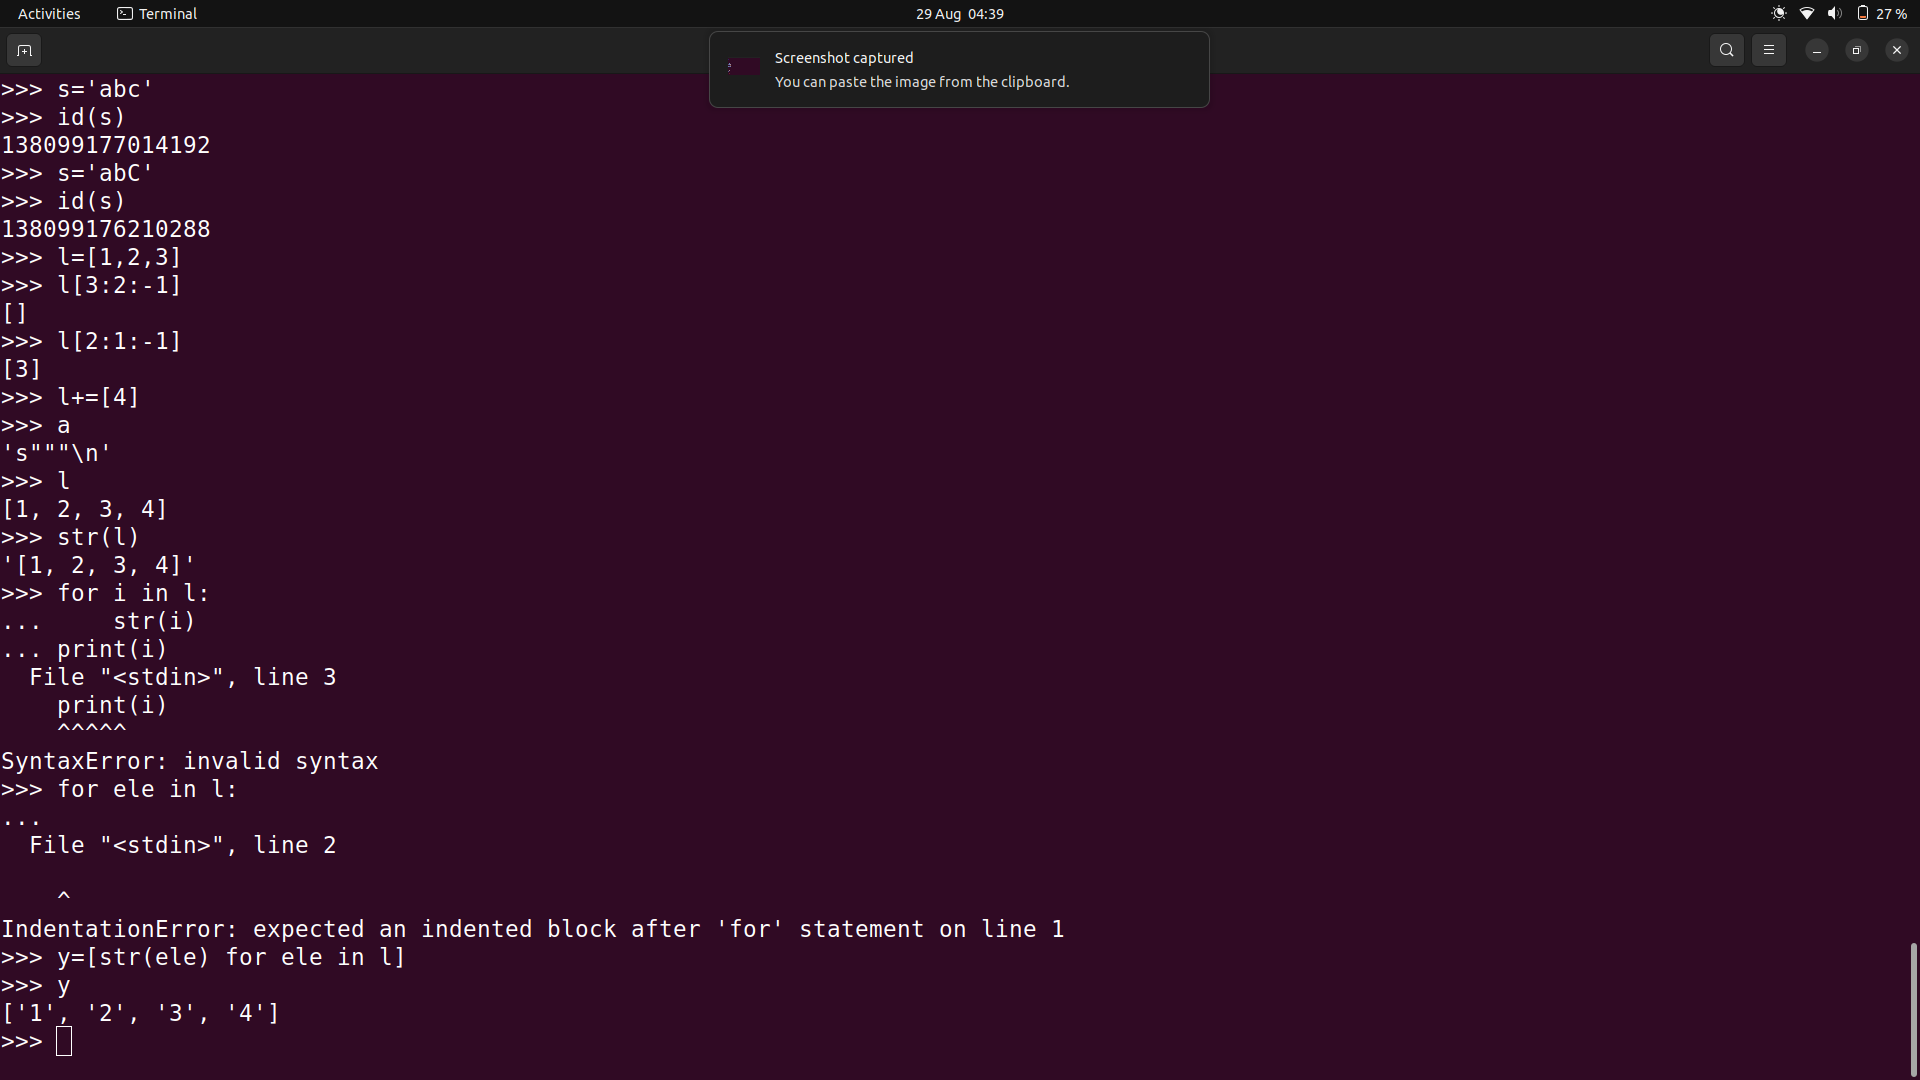 Activities Terminal 29 Aug 04:39 27 %
Screenshot captured
You can paste the image from the clipboard.
>>> s='abc'
>>> id(s)
138099177014192
>>> s='abC'
>>> id(s)
138099176210288
>>> l=[1,2,3]
>>> l[3:2:-1]
[]
>>> l[2:1:-1]
[3]
>>> l+=[4]
>>> a
's"""\n'
>>> l
[1, 2, 3, 4]
>>> str(l)
'[1, 2, 3, 4]'
>>> for i in l:
...     str(i)
... print(i)
  File "<stdin>", line 3
    print(i)
    ^^^^^
SyntaxError: invalid syntax
>>> for ele in l:
...
  File "<stdin>", line 2
    ^
IndentationError: expected an indented block after 'for' statement on line 1
>>> y=[str(ele) for ele in l]
>>> y
['1', '2', '3', '4']
>>>